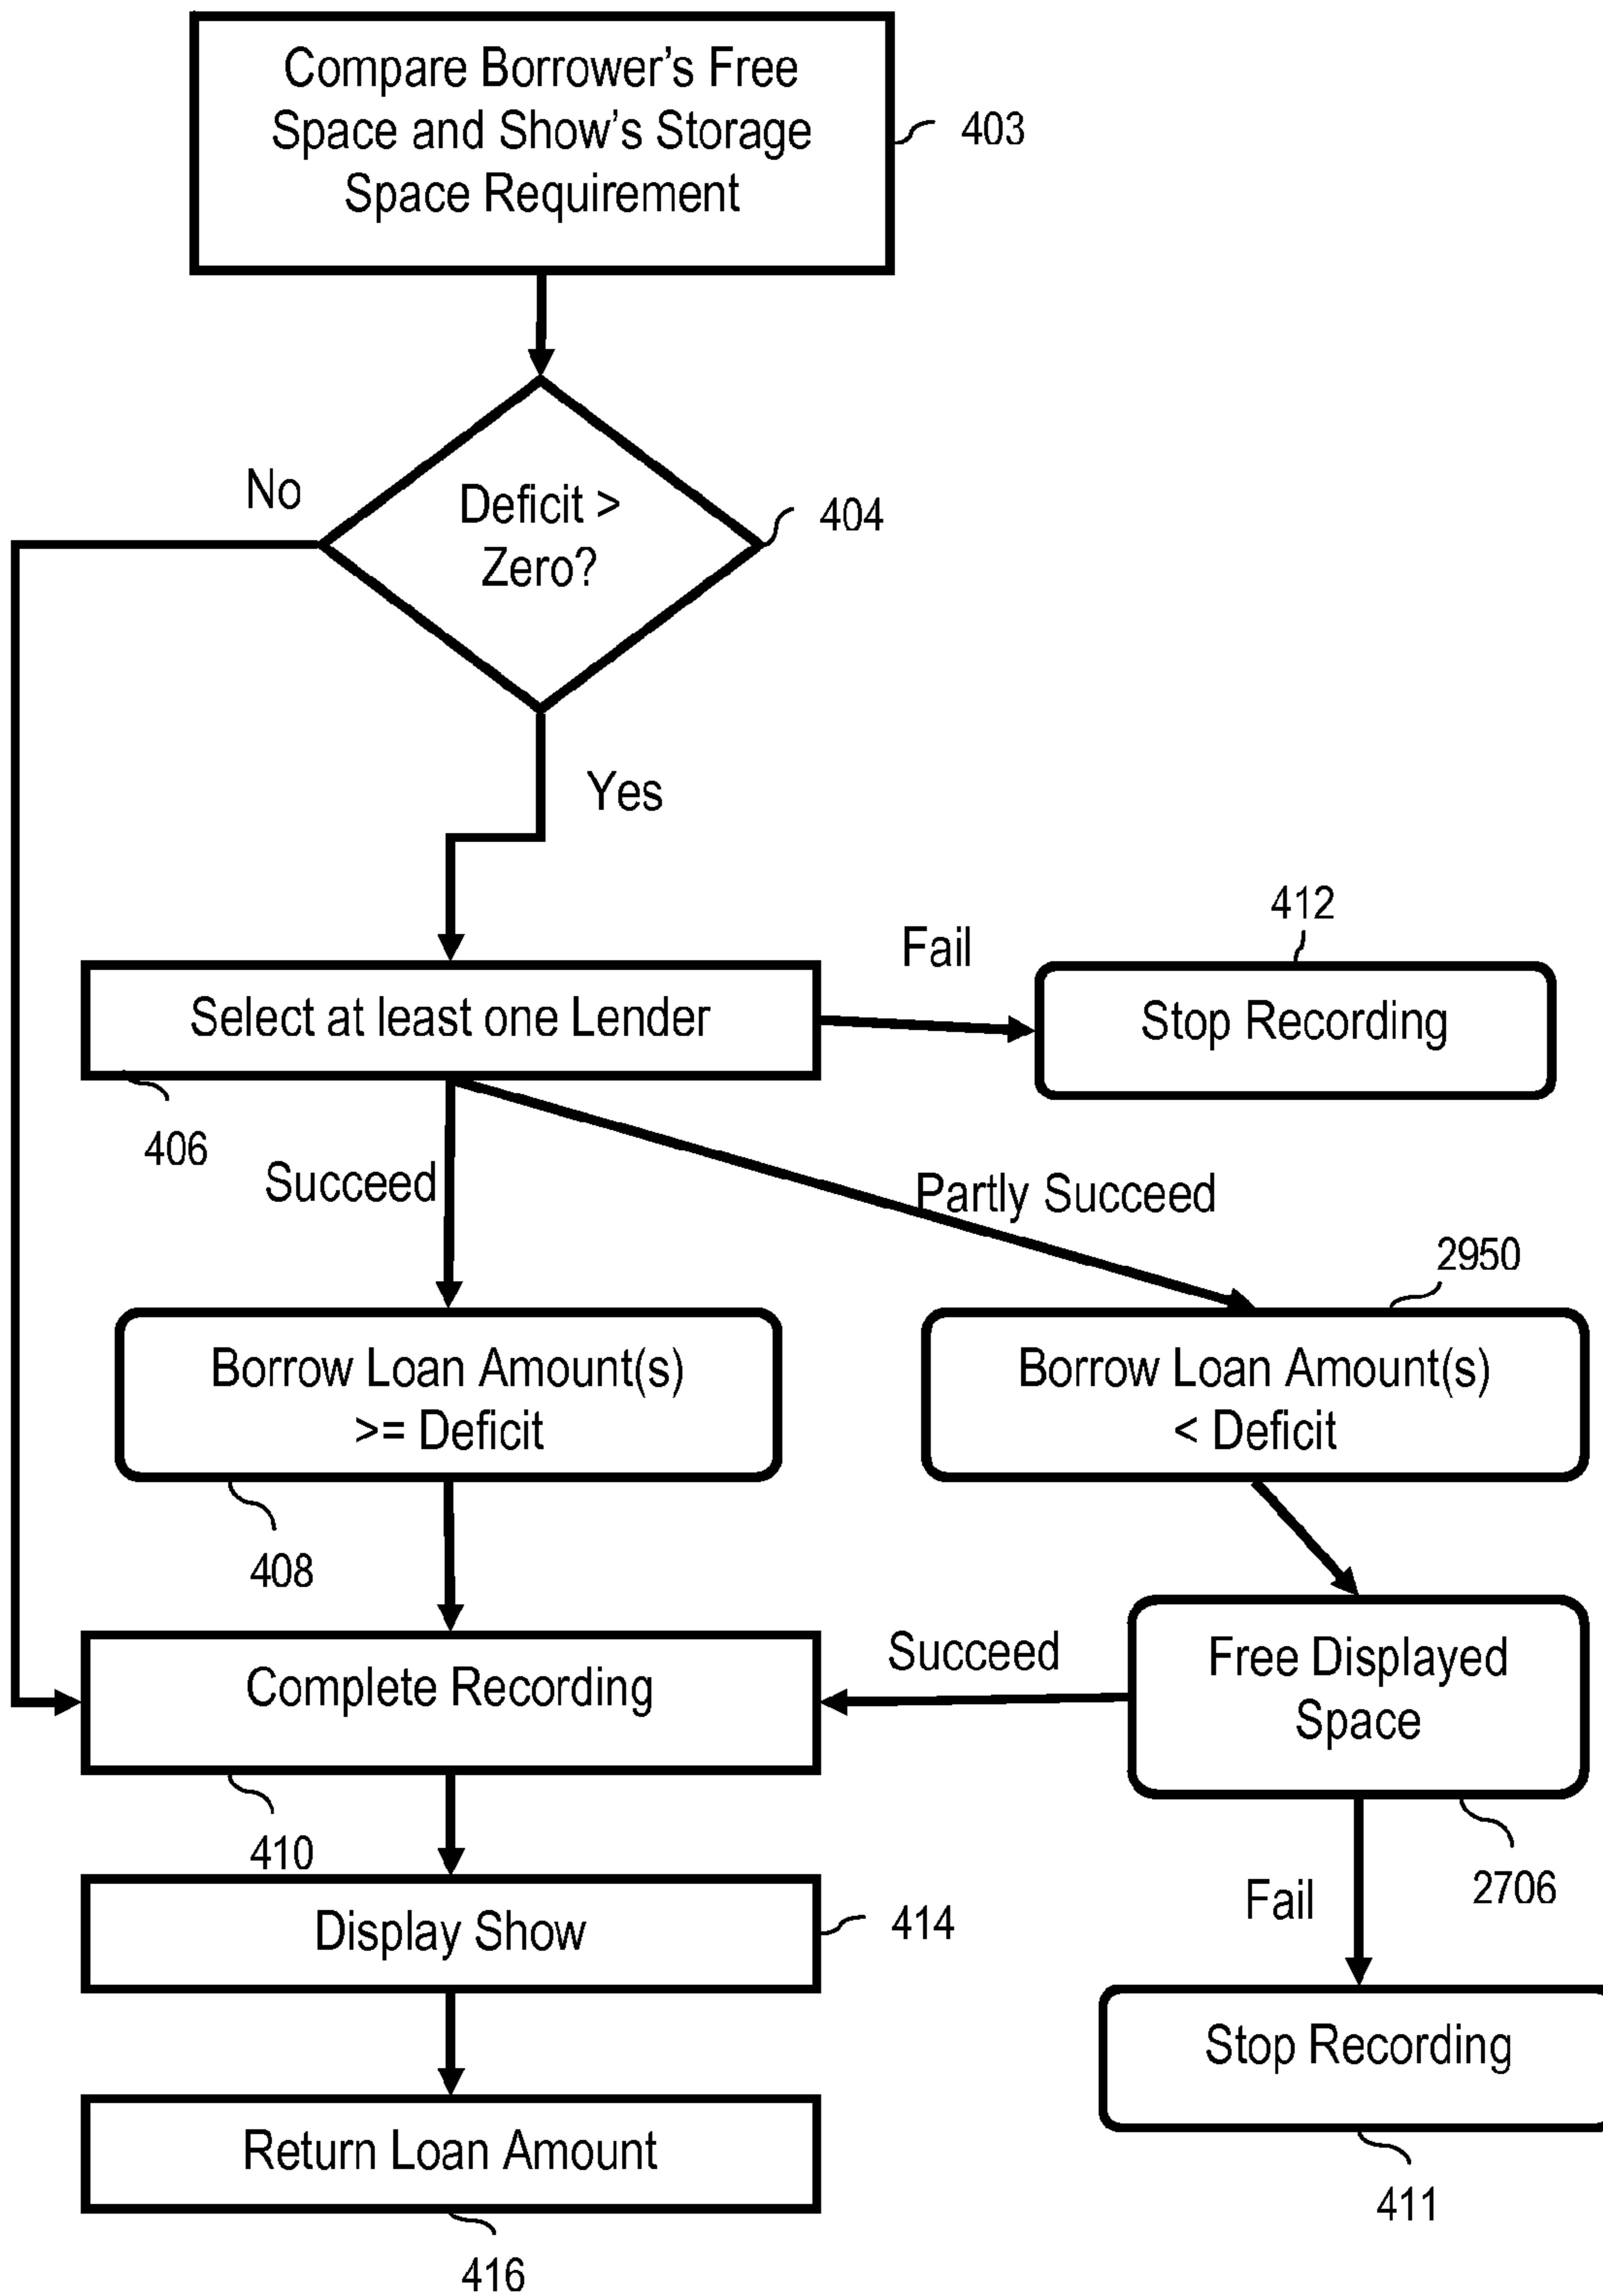 Compare Borrower's Free
Space and Show's Storage
Space Requirement
403
No
Deficit >
Zero?
404
Yes
412
Fail
Select at least one Lender
Stop Recording
406
Succeed
Partly Succeed
2950
Borrow Loan Amount(s)
>= Deficit
Borrow Loan Amount(s)
< Deficit
408
Succeed
Complete Recording
Free Displayed
Space
410
2706
Fail
Display Show
414
Stop Recording
Return Loan Amount
411
416